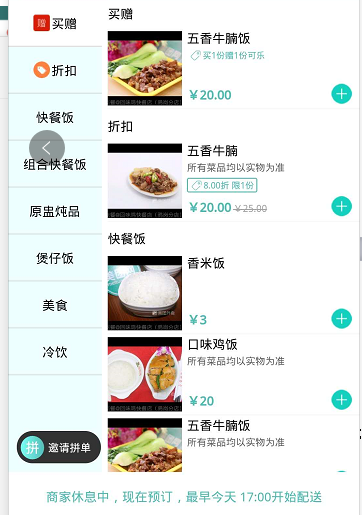 赠 买赠
折扣
快餐饭
组合快餐饭
原盅炖品
煲仔饭
美食
冷饮
拼 邀请拼单
买赠
五香牛腩饭
买1份赠1份可乐
￥20.00
折扣
五香牛腩
所有菜品均以实物为准
8.00折 限1份
￥20.00 ￥25.00
快餐饭
香米饭
￥3
口味鸡饭
所有菜品均以实物为准
￥20
五香牛腩饭
所有菜品均以实物为准
商家休息中，现在预订，最早今天 17:00开始配送